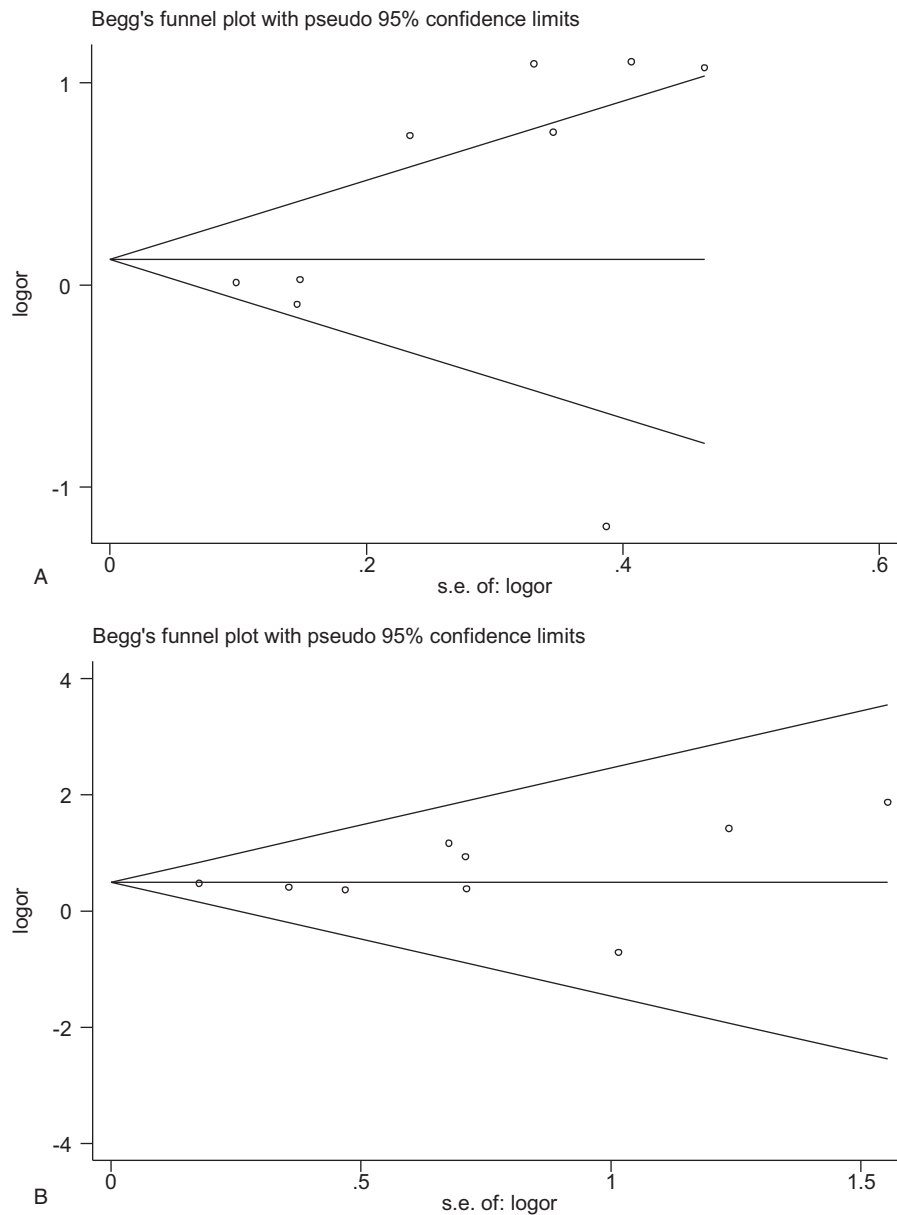 Begg's funnel plot with pseudo 95% confidence limits
1
0
-1
logor
0 .2 .4 .6
s.e. of: logor
A
Begg's funnel plot with pseudo 95% confidence limits
4
2
0
-2
-4
logor
0 .5 1 1.5
s.e. of: logor
B